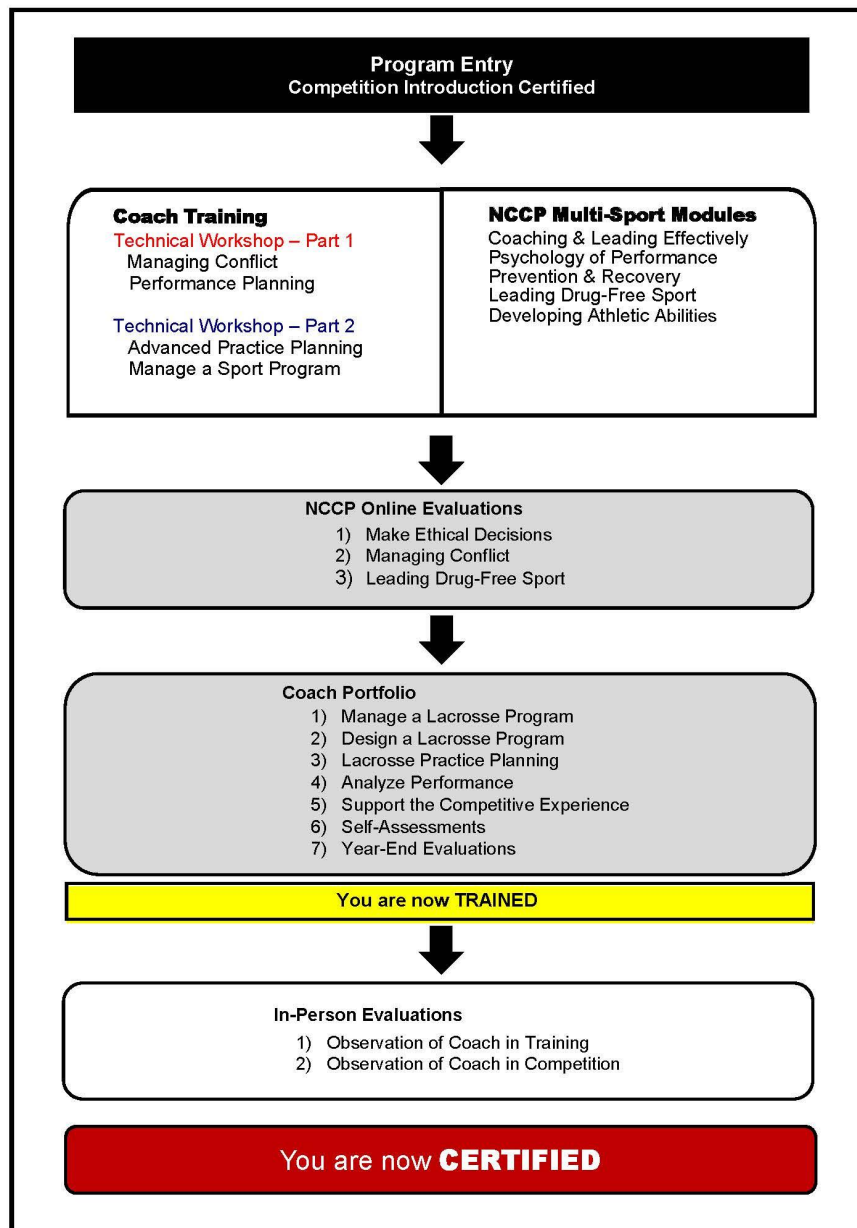 Program Entry
Competition Introduction Certified
Coach Training
Technical Workshop – Part 1
Managing Conflict
Performance Planning
Technical Workshop – Part 2
Advanced Practice Planning
Manage a Sport Program
NCCP Multi-Sport Modules
Coaching & Leading Effectively
Psychology of Performance
Prevention & Recovery
Leading Drug-Free Sport
Developing Athletic Abilities
NCCP Online Evaluations
1) Make Ethical Decisions
2) Managing Conflict
3) Leading Drug-Free Sport
Coach Portfolio
1) Manage a Lacrosse Program
2) Design a Lacrosse Program
3) Lacrosse Practice Planning
4) Analyze Performance
5) Support the Competitive Experience
6) Self-Assessments
7) Year-End Evaluations
You are now TRAINED
In-Person Evaluations
1) Observation of Coach in Training
2) Observation of Coach in Competition
You are now CERTIFIED